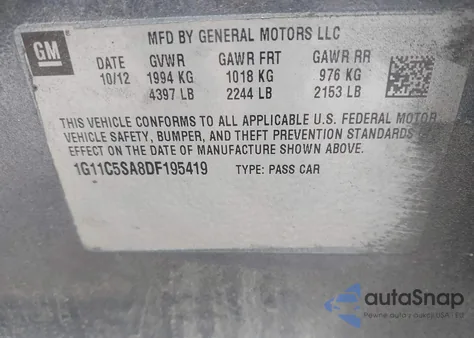 GM
MFD BY GENERAL MOTORS LLC
DATE GVWR GAWR FRT GAWR RR
10/12 1994 KG 1018 KG 976 KG
4397 LB 2244 LB 2153 LB
THIS VEHICLE CONFORMS TO ALL APPLICABLE U.S. FEDERAL MOTOR
VEHICLE SAFETY, BUMPER, AND THEFT PREVENTION STANDARDS
EFFECT ON THE DATE OF MANUFACTURE SHOWN ABOVE.
1G11C5SA8DF195419 TYPE: PASS CAR
autoSnap